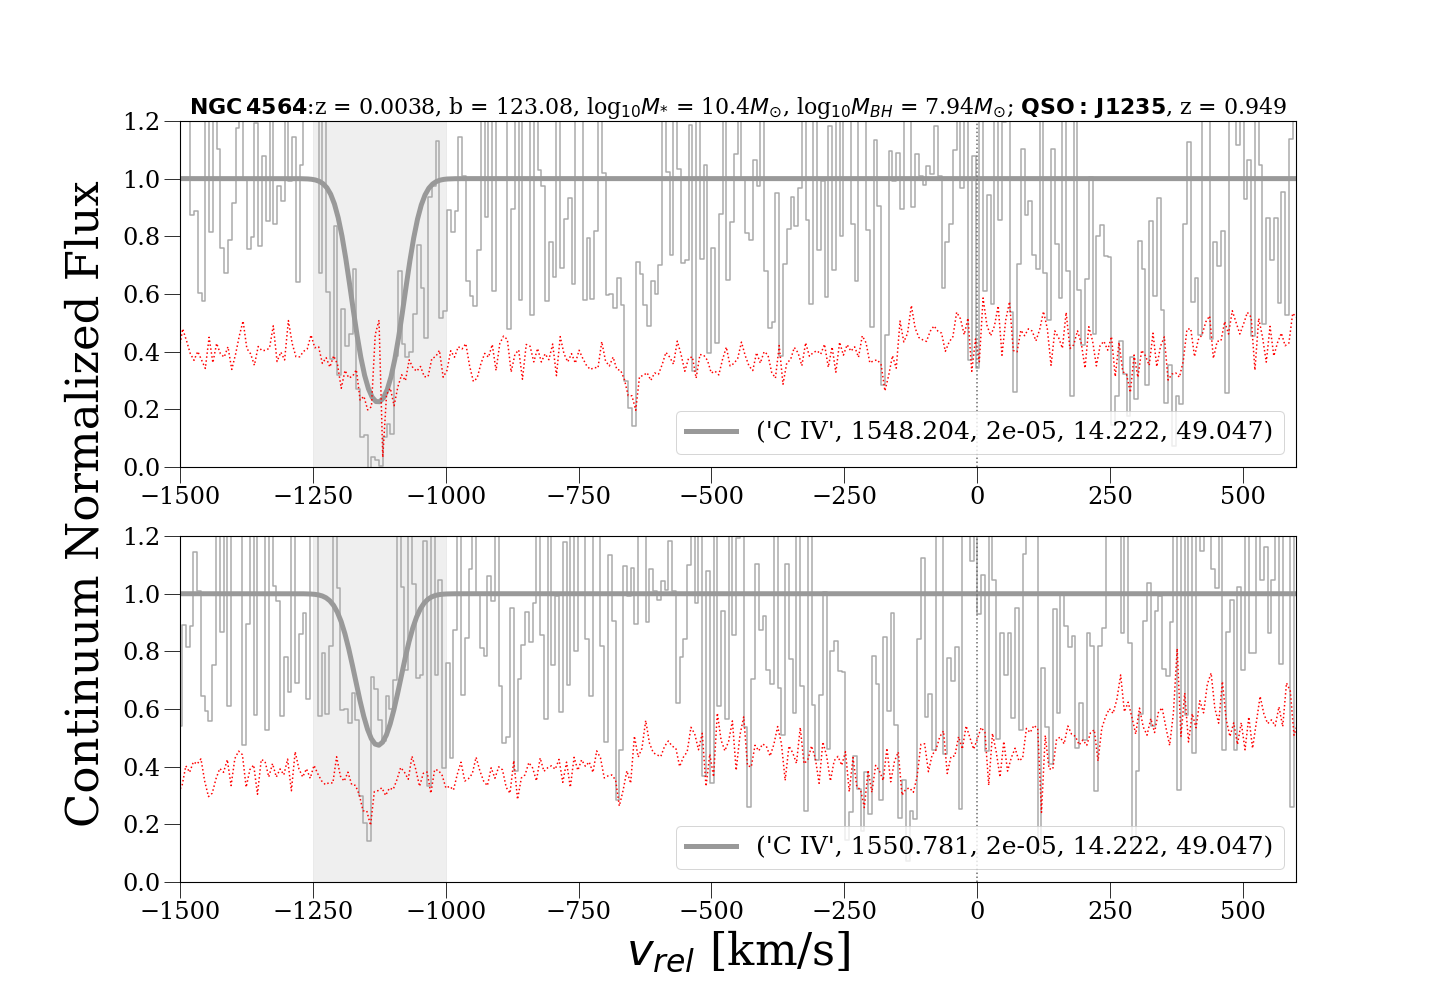 NGC 4564:z = 0.0038, b = 123.08, log₁₀M* = 10.4M⊙, log₁₀M_BH = 7.94M⊙; QSO : J1235, z = 0.949
Continuum Normalized Flux
1.2
1.0
0.8
0.6
0.4
0.2
0.0
('C IV', 1548.204, 2e-05, 14.222, 49.047)
−1500 −1250 −1000 −750 −500 −250 0 250 500
1.2
1.0
0.8
0.6
0.4
0.2
0.0
('C IV', 1550.781, 2e-05, 14.222, 49.047)
−1500 −1250 −1000 −750 −500 −250 0 250 500
v_rel [km/s]